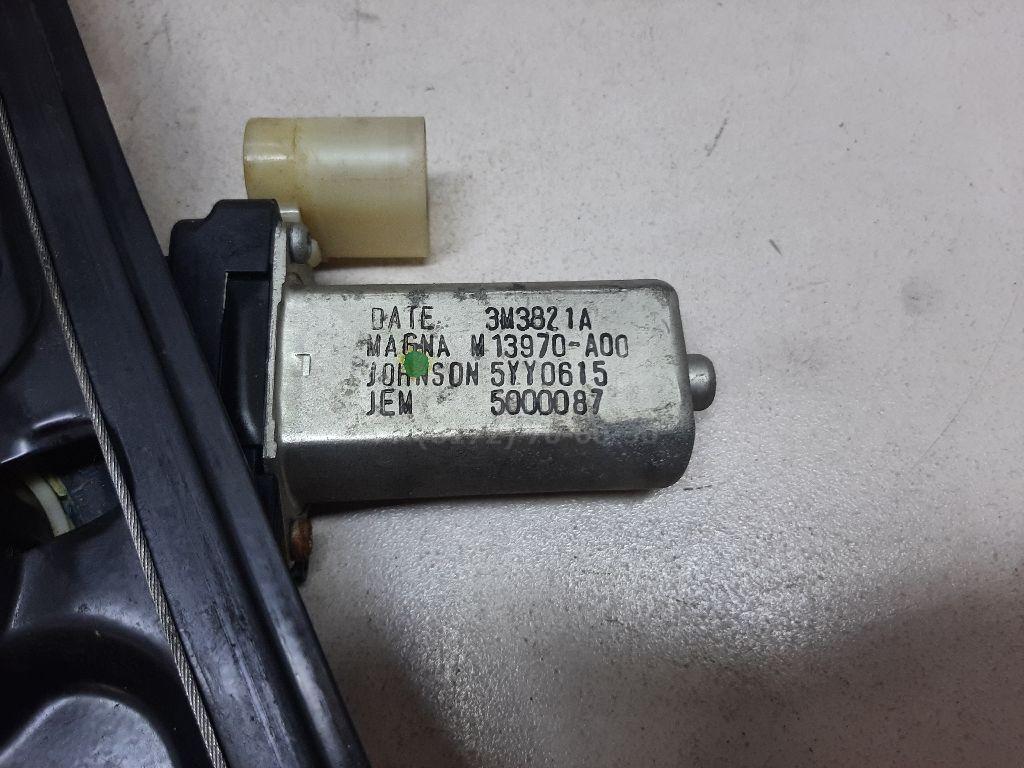 DATE 3M3821A
MAGNA M13970-A00
JOHNSON 5YY0615
JEM 5000087